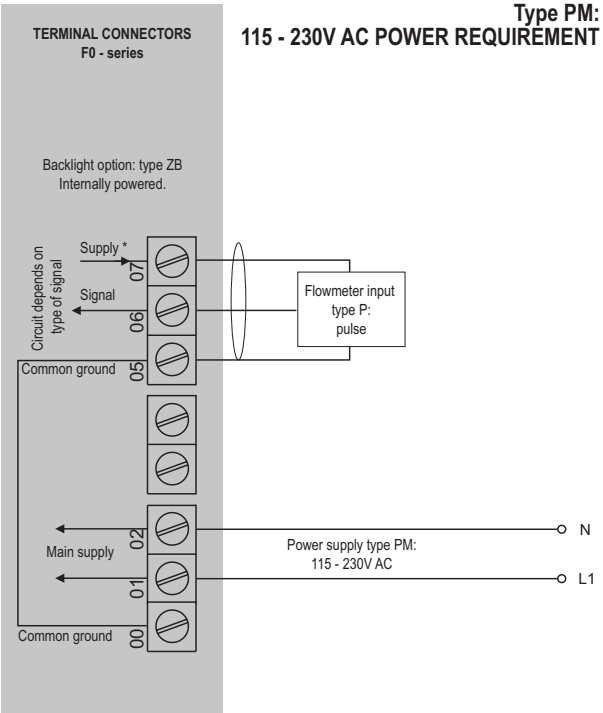 Type PM:
115 - 230V AC POWER REQUIREMENT
TERMINAL CONNECTORS
F0 - series
Backlight option: type ZB
Internally powered.
Circuit depends on
type of signal
Supply *
07
Signal
06
Common ground
05
Flowmeter input
type P:
pulse
02
Main supply
01
Common ground
00
Power supply type PM:
115 - 230V AC
N
L1